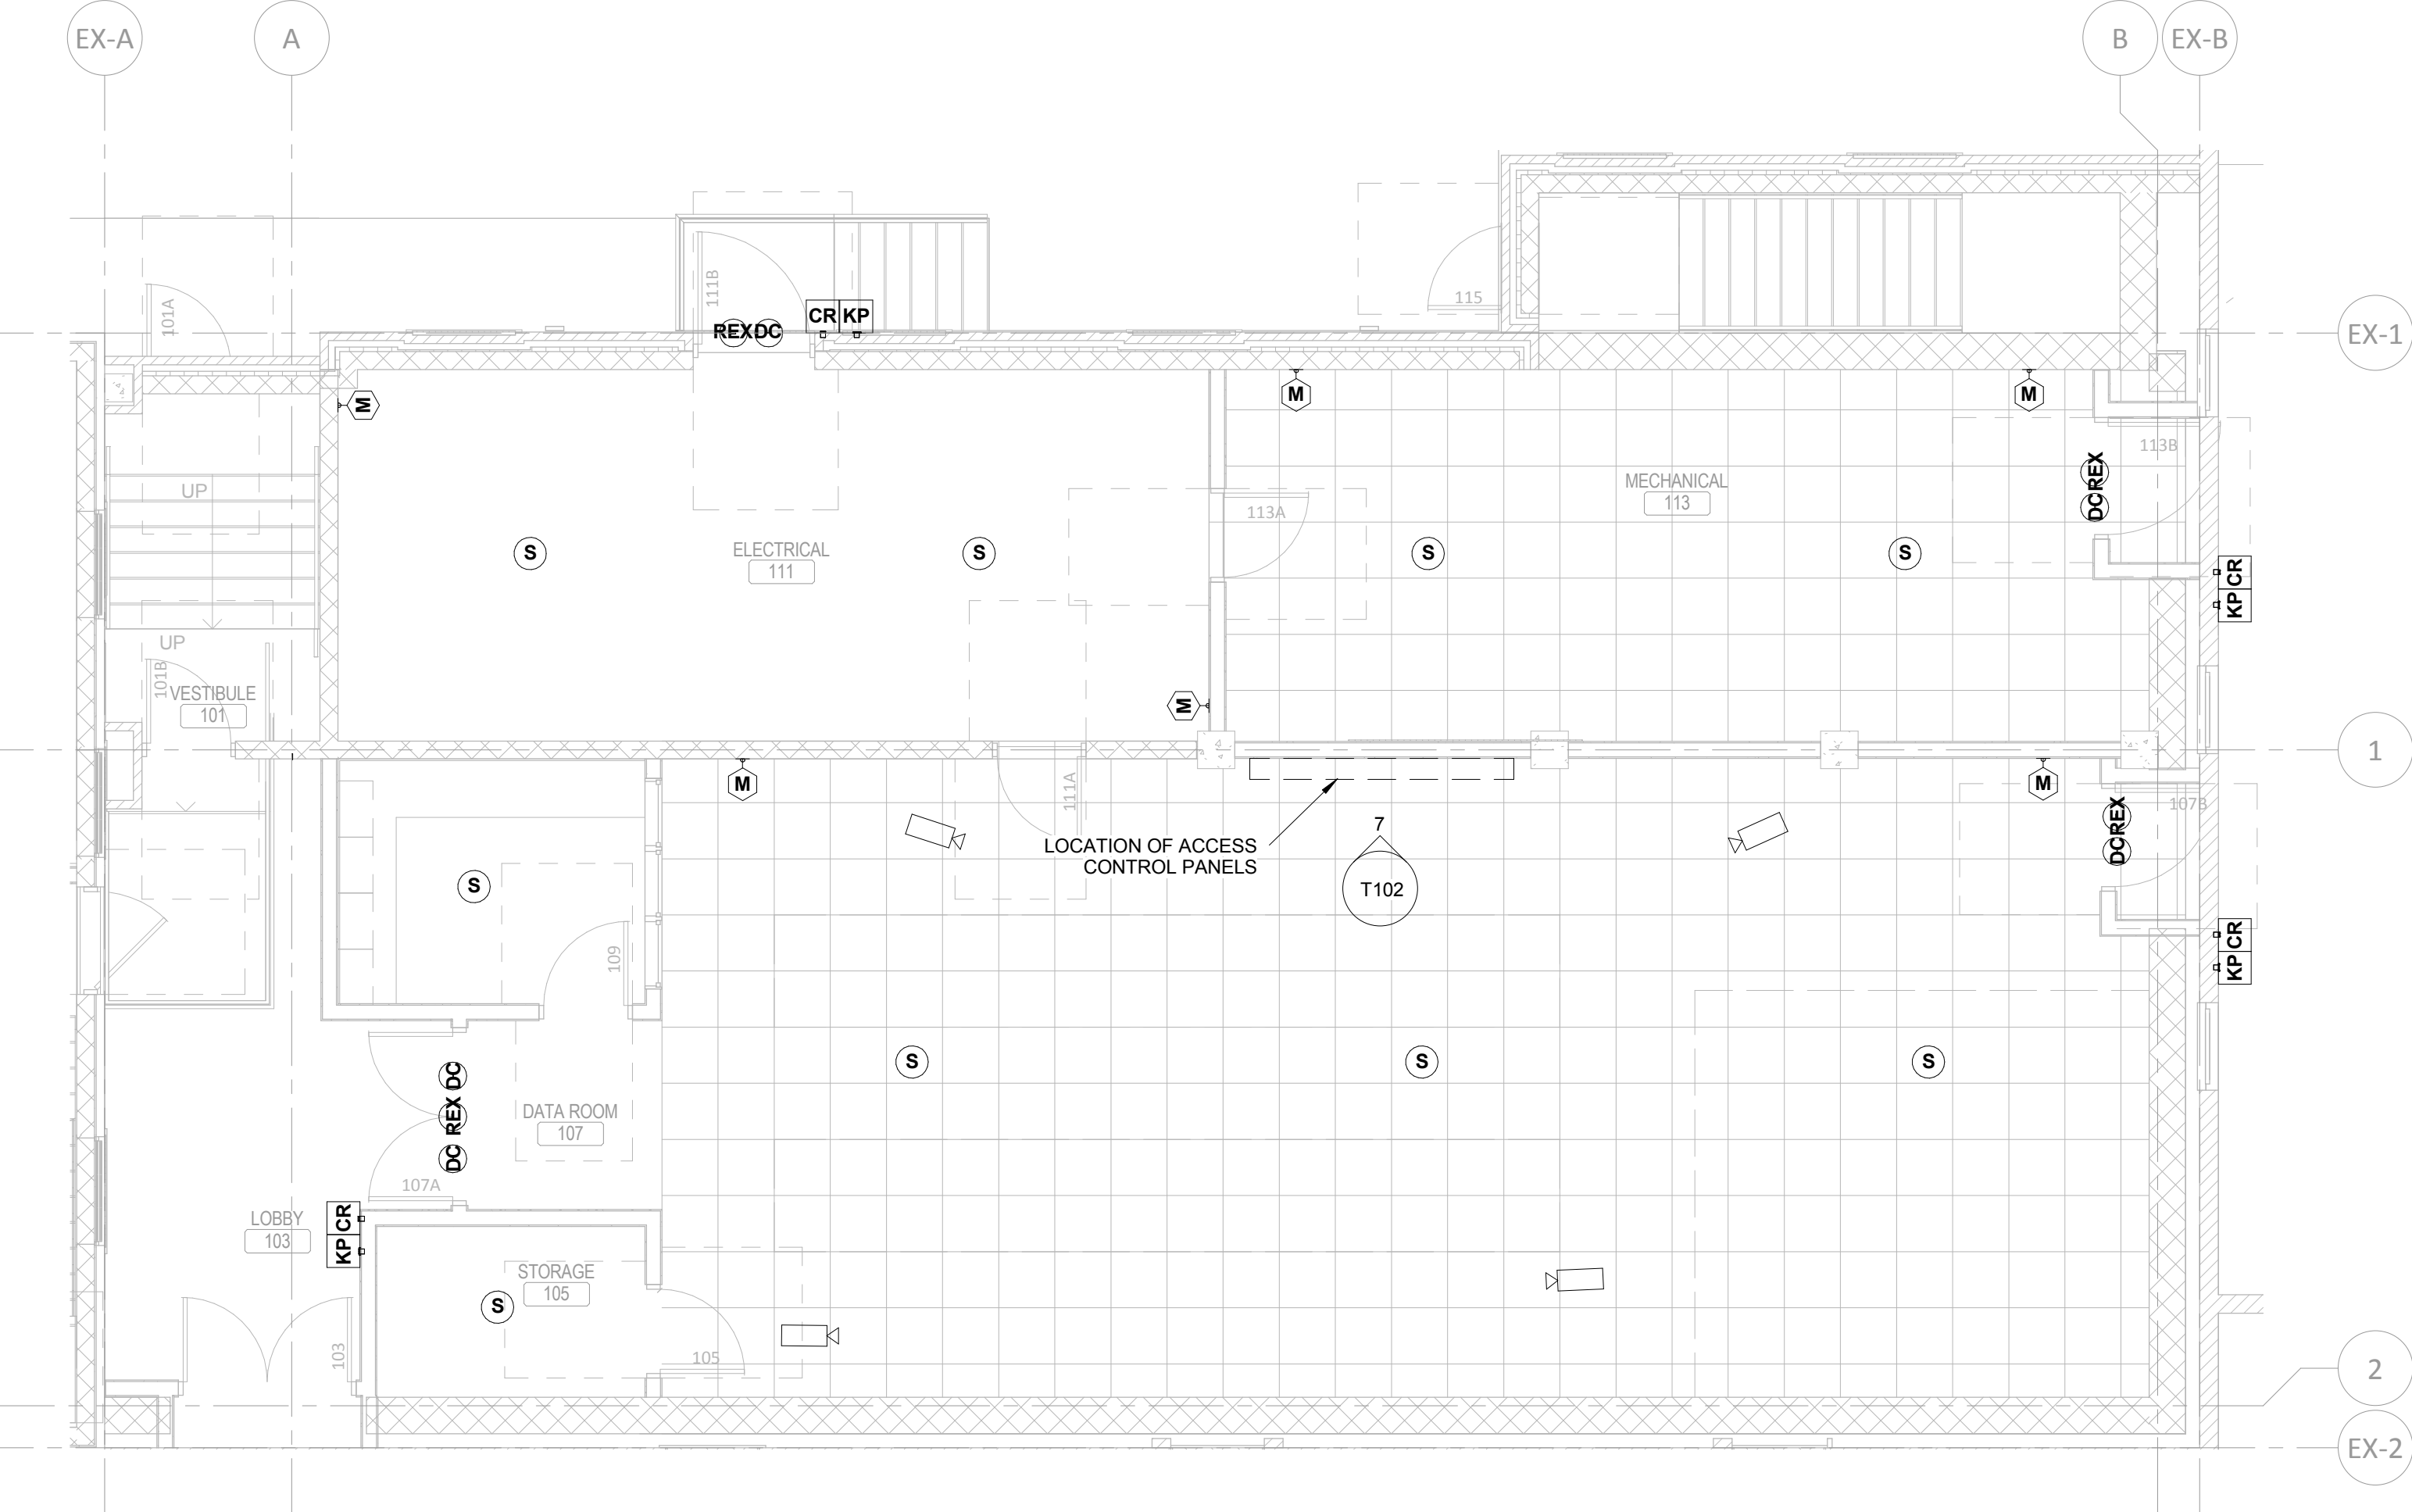 EX-A
A
B
EX-B
101A
111B
115
CR
KP
REX
DC
EX-1
M
M
M
113B
REX
DC
UP
MECHANICAL
113
113A
S
S
ELECTRICAL
111
S
S
CR
KP
UP
101B
VESTIBULE
101
M
1
M
111A
M
107B
REX
DC
7
LOCATION OF ACCESS
CONTROL PANELS
T102
S
109
CR
KP
S
S
S
DC
REX
DC
DATA ROOM
107
107A
CR
KP
LOBBY
103
STORAGE
105
S
103
105
2
EX-2